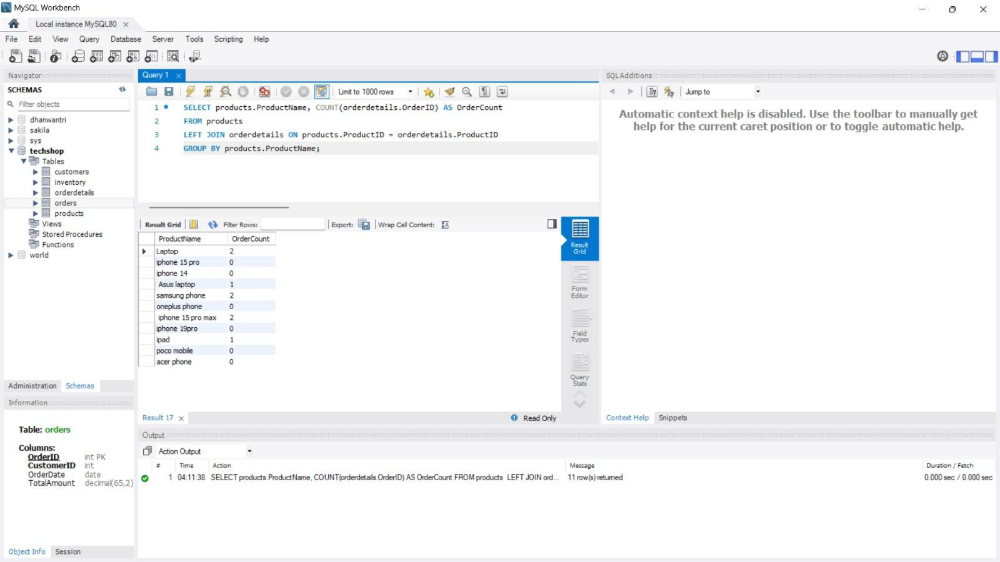 MySQL Workbench
Local instance MySQL80
File Edit View Query Database Server Tools Scripting Help
Navigator
SCHEMAS
Filter objects
dhanwantri
sakila
sys
techshop
Tables
customers
inventory
orderdetails
orders
products
Views
Stored Procedures
Functions
world
Administration Schemas
Information
Table: orders
Columns:
OrderID int PK
CustomerID int
OrderDate date
TotalAmount decimal(65,2)
Object Info Session
Query 1
Limit to 1000 rows
1 SELECT products.ProductName, COUNT(orderdetails.OrderID) AS OrderCount
2 FROM products
3 LEFT JOIN orderdetails ON products.ProductID = orderdetails.ProductID
4 GROUP BY products.ProductName;
Result Grid Filter Rows: Export: Wrap Cell Content:
ProductName OrderCount
Laptop 2
iphone 15 pro 0
iphone 14 0
Asus laptop 1
samsung phone 2
oneplus phone 0
iphone 15 pro max 2
iphone 19pro 0
ipad 1
poco mobile 0
acer phone 0
Result
Grid
Form
Editor
Field
Types
Query
Stats
Result 17
Read Only
SQLAdditions
Jump to
Automatic context help is disabled. Use the toolbar to manually get
help for the current caret position or to toggle automatic help.
Context Help Snippets
Output
Action Output
# Time Action Message Duration / Fetch
1 04:11:38 SELECT products.ProductName, COUNT(orderdetails.OrderID) AS OrderCount FROM products LEFT JOIN ord... 11 row(s) returned 0.000 sec / 0.000 sec